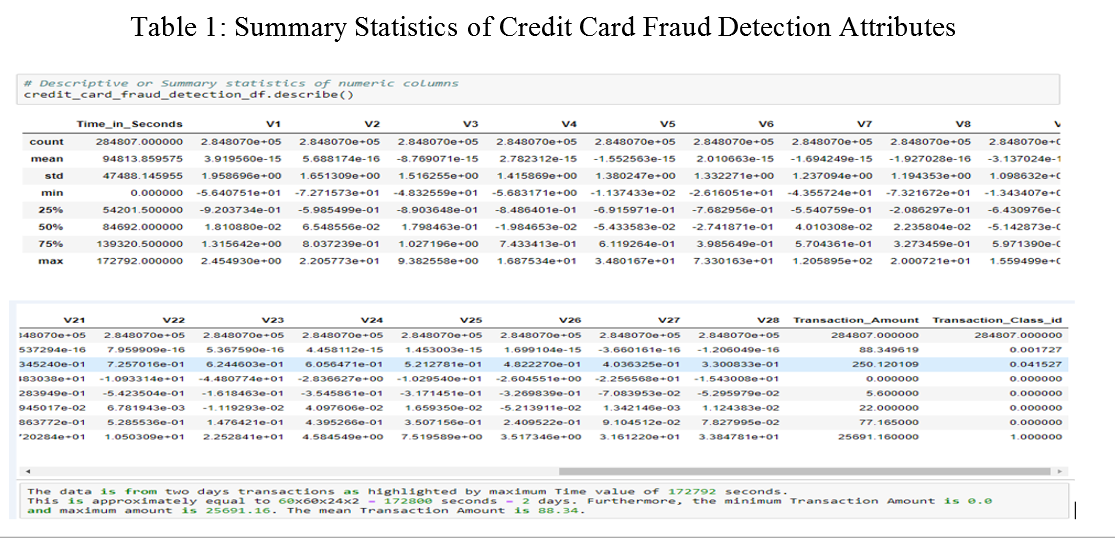 Table 1: Summary Statistics of Credit Card Fraud Detection Attributes
# Descriptive or Summary statistics of numeric columns
credit_card_fraud_detection_df.describe()
Time_in_Seconds V1 V2 V3 V4 V5 V6 V7 V8
count 284807.000000 2.848070e+05 2.848070e+05 2.848070e+05 2.848070e+05 2.848070e+05 2.848070e+05 2.848070e+05 2.848070e+05 2.848070e+0
mean 94813.859575 3.919560e-15 5.688174e-16 -8.769071e-15 2.782312e-15 -1.552563e-15 2.010663e-15 -1.694249e-15 -1.927028e-16 -3.137024e-1
std 47488.145955 1.958696e+00 1.651309e+00 1.516255e+00 1.415869e+00 1.380247e+00 1.332271e+00 1.237094e+00 1.194353e+00 1.098632e+0
min 0.000000 -5.640751e+01 -7.271573e+01 -4.832559e+01 -5.683171e+00 -1.137433e+02 -2.616051e+01 -4.355724e+01 -7.321672e+01 -1.343407e+0
25% 54201.500000 -9.203734e-01 -5.985499e-01 -8.903648e-01 -8.486401e-01 -6.915971e-01 -7.682956e-01 -5.540759e-01 -2.086297e-01 -6.430976e-0
50% 84692.000000 1.810880e-02 6.548556e-02 1.798463e-01 -1.984653e-02 -5.433583e-02 -2.741871e-01 4.010308e-02 2.235804e-02 -5.142873e-0
75% 139320.500000 1.315642e+00 8.037239e-01 1.027196e+00 7.433413e-01 6.119264e-01 3.985649e-01 5.704361e-01 3.273459e-01 5.971390e-0
max 172792.000000 2.454930e+00 2.205773e+01 9.382558e+00 1.687534e+01 3.480167e+01 7.330163e+01 1.205895e+02 2.000721e+01 1.559499e+0
V21 V22 V23 V24 V25 V26 V27 V28 Transaction_Amount Transaction_Class_id
348070e+05 2.848070e+05 2.848070e+05 2.848070e+05 2.848070e+05 2.848070e+05 2.848070e+05 2.848070e+05 284807.000000 284807.000000
537294e-16 7.959909e-16 5.367590e-16 4.458112e-15 1.453003e-15 1.699104e-15 -3.660161e-16 -1.206049e-16 88.349619 0.001727
345240e-01 7.257016e-01 6.244603e-01 6.056471e-01 5.212781e-01 4.822270e-01 4.036325e-01 3.300833e-01 250.120109 0.041527
83038e+01 -1.093314e+01 -4.480774e+01 -2.836627e+00 -1.029540e+01 -2.604551e+00 -2.256568e+01 -1.543008e+01 0.000000 0.000000
283949e-01 -5.423504e-01 -1.618463e-01 -3.545861e-01 -3.171451e-01 -3.269839e-01 -7.083953e-02 -5.295979e-02 5.600000 0.000000
945017e-02 6.781943e-03 -1.119293e-02 4.097606e-02 1.659350e-02 -5.213911e-02 1.342146e-03 1.124383e-02 22.000000 0.000000
863772e-01 5.285536e-01 1.476421e-01 4.395266e-01 3.507156e-01 2.409522e-01 9.104512e-02 7.827995e-02 77.165000 0.000000
20284e+01 1.050309e+01 2.252841e+01 4.584549e+00 7.519589e+00 3.517346e+00 3.161220e+01 3.384781e+01 25691.160000 1.000000
The data is from two days transactions as highlighted by maximum Time value of 172792 seconds.
This is approximately equal to 60x60x24x2 = 172800 seconds = 2 days. Furthermore, the minimum Transaction Amount is 0.0
and maximum amount is 25691.16. The mean Transaction Amount is 88.34.